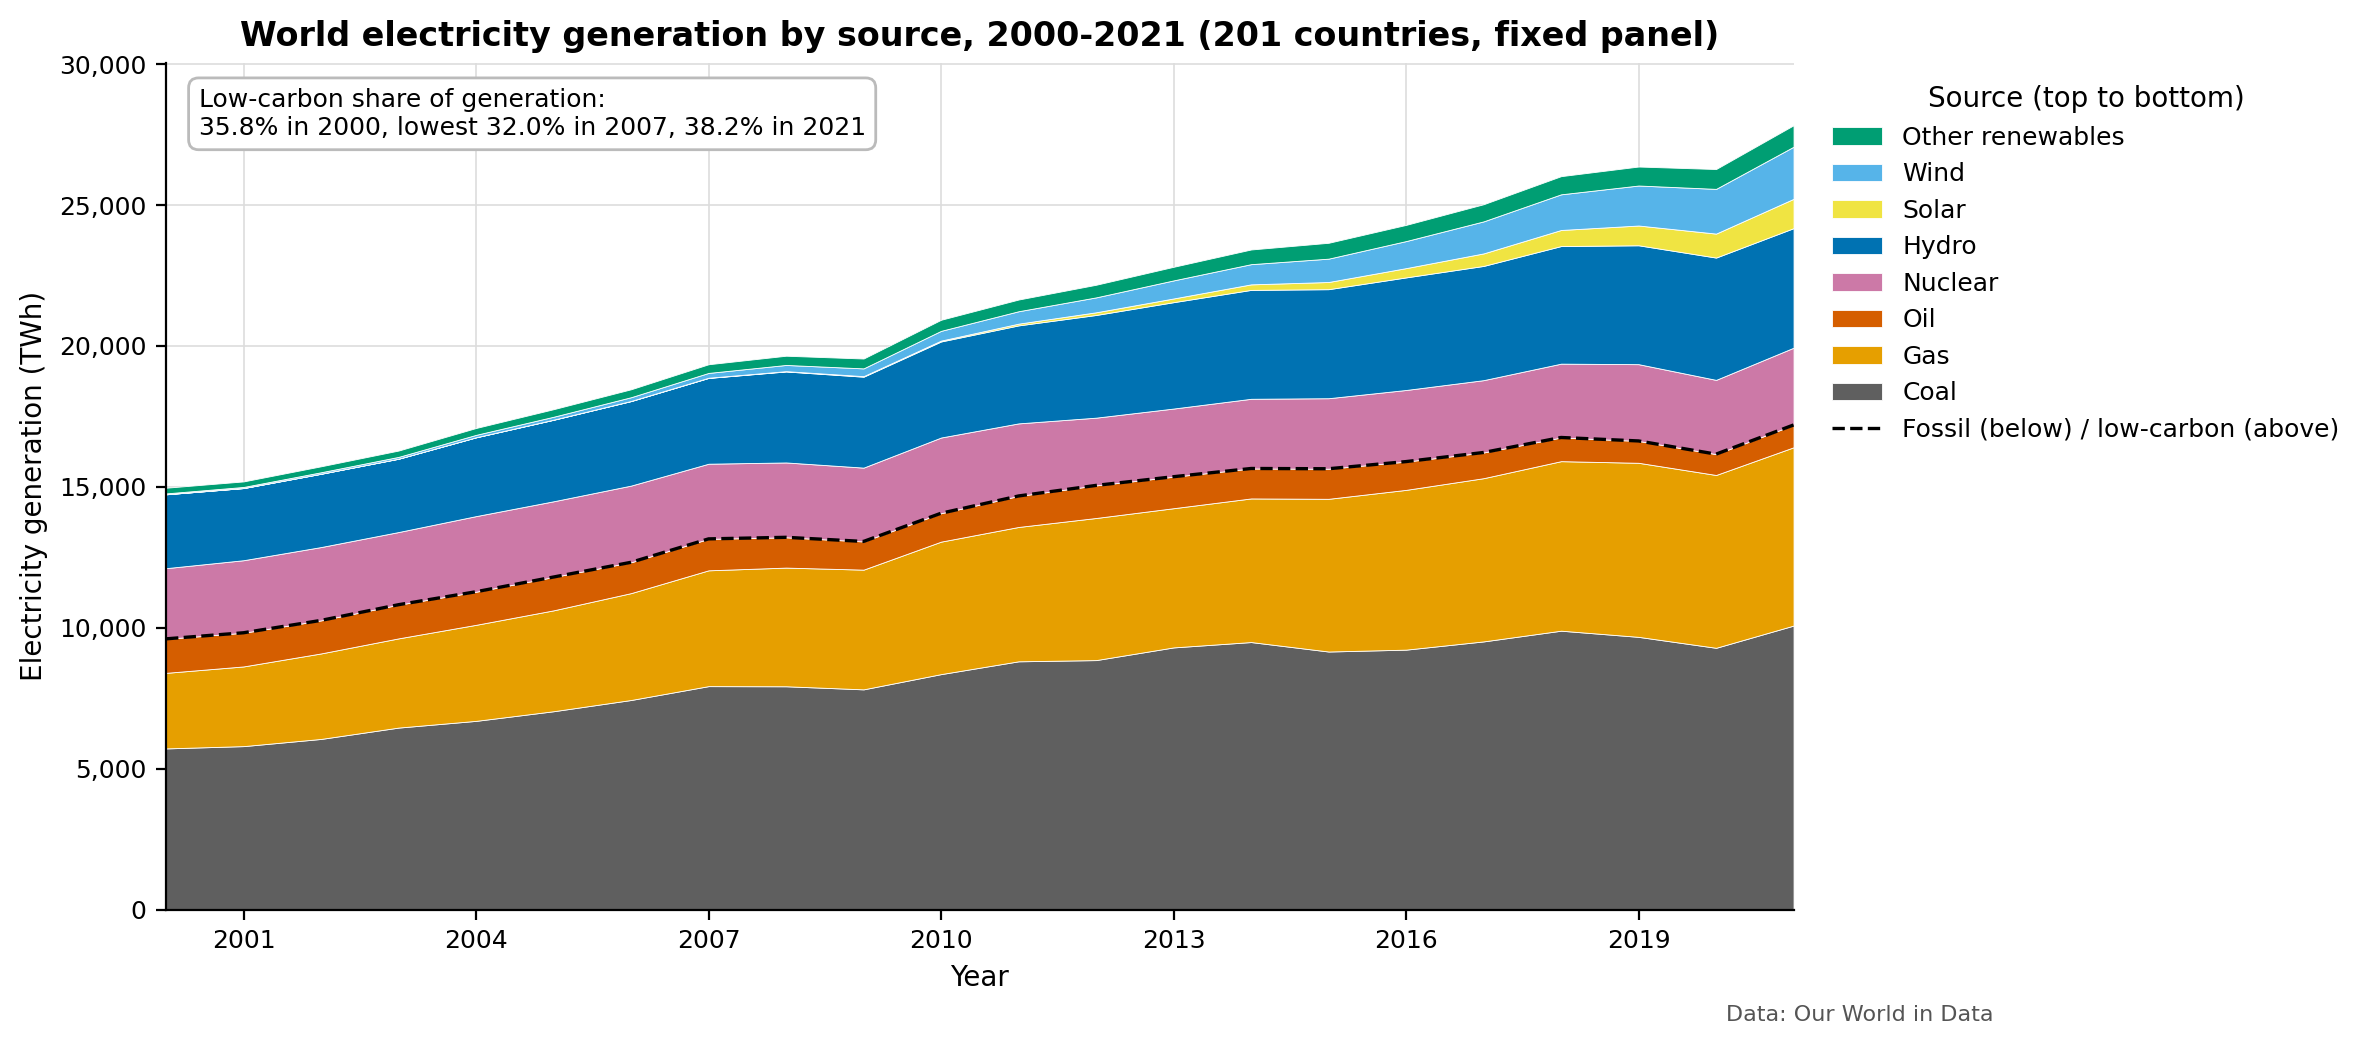 World electricity generation by source, 2000-2021 (201 countries, fixed panel)
Low-carbon share of generation:
35.8% in 2000, lowest 32.0% in 2007, 38.2% in 2021
Electricity generation (TWh)
30,000
25,000
20,000
15,000
10,000
5,000
0
2001
2004
2007
2010
2013
2016
2019
Year
Source (top to bottom)
Other renewables
Wind
Solar
Hydro
Nuclear
Oil
Gas
Coal
Fossil (below) / low-carbon (above)
Data: Our World in Data